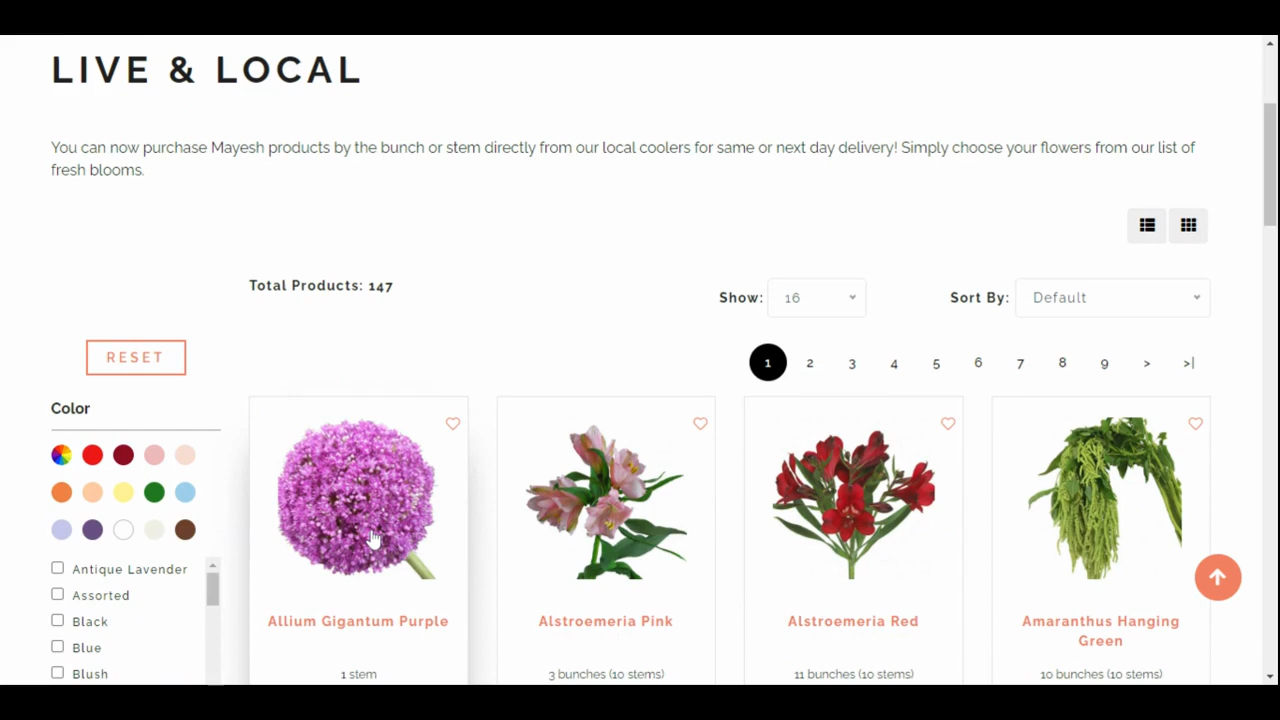 LIVE & LOCAL
You can now purchase Mayesh products by the bunch or stem directly from our local coolers for same or next day delivery! Simply choose your flowers from our list of
fresh blooms.
Total Products: 147
Show: 16
Sort By: Default
RESET
1 2 3 4 5 6 7 8 9 > >|
Color
Antique Lavender
Assorted
Black
Blue
Blush
Allium Gigantum Purple
1 stem
Alstroemeria Pink
3 bunches (10 stems)
Alstroemeria Red
11 bunches (10 stems)
Amaranthus Hanging
Green
10 bunches (10 stems)